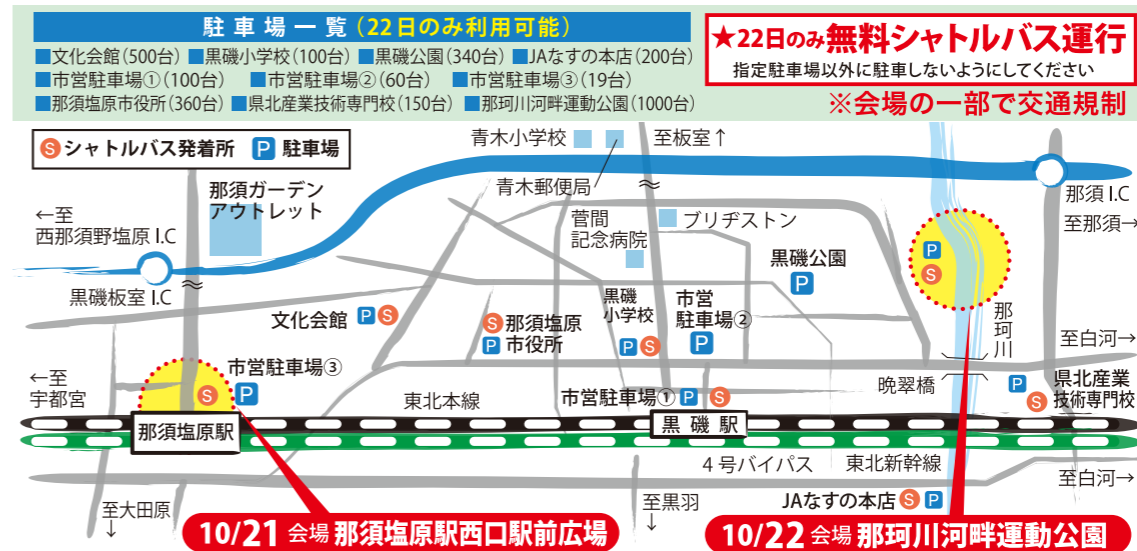 駐車場一覧(22日のみ利用可能)
■文化会館(500台) ■黒磯小学校(100台) ■黒磯公園(340台) ■JAなすの本店(200台)
■市営駐車場①(100台) ■市営駐車場②(60台) ■市営駐車場③(19台)
■那須塩原市役所(360台) ■県北産業技術専門校(150台) ■那珂川河畔運動公園(1000台)
★22日のみ無料シャトルバス運行
指定駐車場以外に駐車しないようにしてください
※会場の一部で交通規制
Sシャトルバス発着所 P 駐車場
青木小学校
至板室↑
青木郵便局
那須ガーデン
アウトレット
那須 I.C
至那須→
←至
西那須野塩原 I.C
菅間
記念病院
ブリヂストン
黒磯公園
P
P
S
黒磯板室 I.C
文化会館 P S
S 那須塩原
P 市役所
黒磯
小学校
P S
市営
駐車場②
P
那珂川
至白河→
市営駐車場③
S P
←至
宇都宮
東北本線
市営駐車場① P S
晩翠橋
P
S
県北産業
技術専門校
那須塩原駅
黒磯駅
4号バイパス
東北新幹線
至白河→
至大田原
↓
至黒羽
↓
JAなすの本店 S P
10/21 会場 那須塩原駅西口駅前広場
10/22 会場 那珂川河畔運動公園